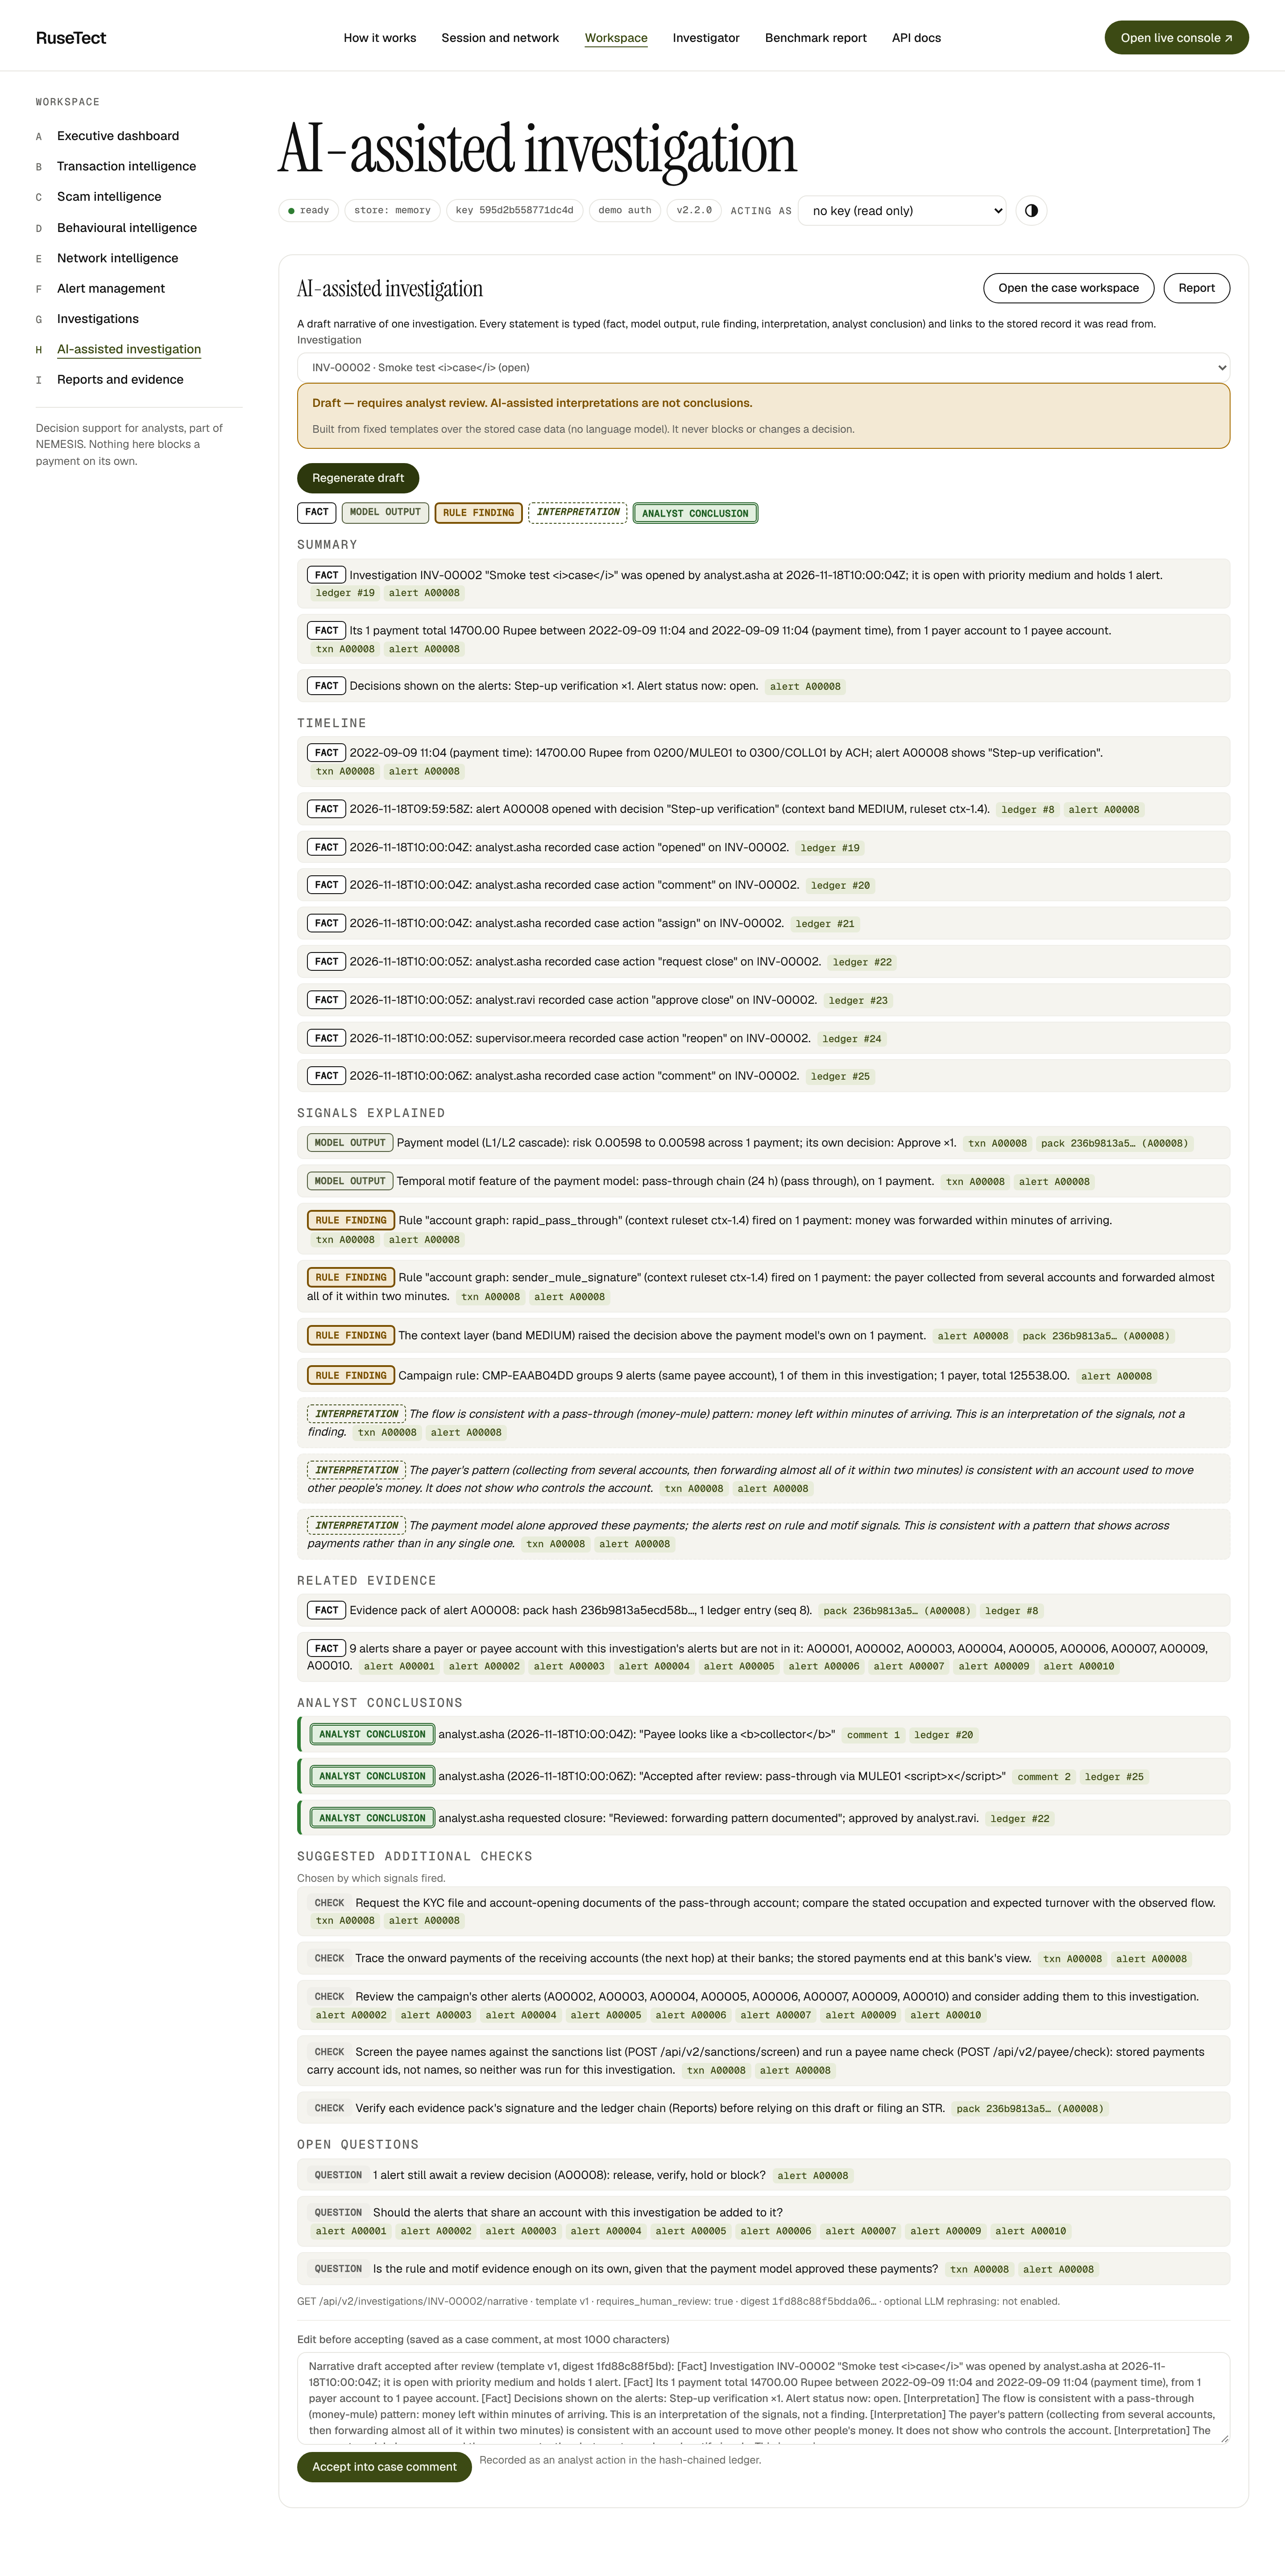 RuseTect
How it works
Session and network
Workspace
Investigator
Benchmark report
API docs
Open live console ↗
WORKSPACE
A Executive dashboard
B Transaction intelligence
C Scam intelligence
D Behavioural intelligence
E Network intelligence
F Alert management
G Investigations
H AI-assisted investigation
I Reports and evidence
Decision support for analysts, part of
NEMESIS. Nothing here blocks a
payment on its own.
AI-assisted investigation
ready
store: memory
key 595d2b558771dc4d
demo auth
v2.2.0
ACTING AS
no key (read only)
AI-assisted investigation
Open the case workspace
Report
A draft narrative of one investigation. Every statement is typed (fact, model output, rule finding, interpretation, analyst conclusion) and links to the stored record it was read from.
Investigation
INV-00002 · Smoke test <i>case</i> (open)
Draft — requires analyst review. AI-assisted interpretations are not conclusions.
Built from fixed templates over the stored case data (no language model). It never blocks or changes a decision.
Regenerate draft
FACT MODEL OUTPUT RULE FINDING INTERPRETATION ANALYST CONCLUSION
SUMMARY
FACT Investigation INV-00002 "Smoke test <i>case</i>" was opened by analyst.asha at 2026-11-18T10:00:04Z; it is open with priority medium and holds 1 alert.
ledger #19 alert A00008
FACT Its 1 payment total 14700.00 Rupee between 2022-09-09 11:04 and 2022-09-09 11:04 (payment time), from 1 payer account to 1 payee account.
txn A00008 alert A00008
FACT Decisions shown on the alerts: Step-up verification ×1. Alert status now: open. alert A00008
TIMELINE
FACT 2022-09-09 11:04 (payment time): 14700.00 Rupee from 0200/MULE01 to 0300/COLL01 by ACH; alert A00008 shows "Step-up verification".
txn A00008 alert A00008
FACT 2026-11-18T09:59:58Z: alert A00008 opened with decision "Step-up verification" (context band MEDIUM, ruleset ctx-1.4). ledger #8 alert A00008
FACT 2026-11-18T10:00:04Z: analyst.asha recorded case action "opened" on INV-00002. ledger #19
FACT 2026-11-18T10:00:04Z: analyst.asha recorded case action "comment" on INV-00002. ledger #20
FACT 2026-11-18T10:00:04Z: analyst.asha recorded case action "assign" on INV-00002. ledger #21
FACT 2026-11-18T10:00:05Z: analyst.asha recorded case action "request close" on INV-00002. ledger #22
FACT 2026-11-18T10:00:05Z: analyst.ravi recorded case action "approve close" on INV-00002. ledger #23
FACT 2026-11-18T10:00:05Z: supervisor.meera recorded case action "reopen" on INV-00002. ledger #24
FACT 2026-11-18T10:00:06Z: analyst.asha recorded case action "comment" on INV-00002. ledger #25
SIGNALS EXPLAINED
MODEL OUTPUT Payment model (L1/L2 cascade): risk 0.00598 to 0.00598 across 1 payment; its own decision: Approve ×1. txn A00008 pack 236b9813a5… (A00008)
MODEL OUTPUT Temporal motif feature of the payment model: pass-through chain (24 h) (pass through), on 1 payment. txn A00008 alert A00008
RULE FINDING Rule "account graph: rapid_pass_through" (context ruleset ctx-1.4) fired on 1 payment: money was forwarded within minutes of arriving.
txn A00008 alert A00008
RULE FINDING Rule "account graph: sender_mule_signature" (context ruleset ctx-1.4) fired on 1 payment: the payer collected from several accounts and forwarded almost
all of it within two minutes. txn A00008 alert A00008
RULE FINDING The context layer (band MEDIUM) raised the decision above the payment model's own on 1 payment. alert A00008 pack 236b9813a5… (A00008)
RULE FINDING Campaign rule: CMP-EAAB04DD groups 9 alerts (same payee account), 1 of them in this investigation; 1 payer, total 125538.00. alert A00008
INTERPRETATION The flow is consistent with a pass-through (money-mule) pattern: money left within minutes of arriving. This is an interpretation of the signals, not a
finding. txn A00008 alert A00008
INTERPRETATION The payer's pattern (collecting from several accounts, then forwarding almost all of it within two minutes) is consistent with an account used to move
other people's money. It does not show who controls the account. txn A00008 alert A00008
INTERPRETATION The payment model alone approved these payments; the alerts rest on rule and motif signals. This is consistent with a pattern that shows across
payments rather than in any single one. txn A00008 alert A00008
RELATED EVIDENCE
FACT Evidence pack of alert A00008: pack hash 236b9813a5ecd58b…, 1 ledger entry (seq 8). pack 236b9813a5… (A00008) ledger #8
FACT 9 alerts share a payer or payee account with this investigation's alerts but are not in it: A00001, A00002, A00003, A00004, A00005, A00006, A00007, A00009,
A00010. alert A00001 alert A00002 alert A00003 alert A00004 alert A00005 alert A00006 alert A00007 alert A00009 alert A00010
ANALYST CONCLUSIONS
ANALYST CONCLUSION analyst.asha (2026-11-18T10:00:04Z): "Payee looks like a <b>collector</b>" comment 1 ledger #20
ANALYST CONCLUSION analyst.asha (2026-11-18T10:00:06Z): "Accepted after review: pass-through via MULE01 <script>x</script>" comment 2 ledger #25
ANALYST CONCLUSION analyst.asha requested closure: "Reviewed: forwarding pattern documented"; approved by analyst.ravi. ledger #22
SUGGESTED ADDITIONAL CHECKS
Chosen by which signals fired.
CHECK Request the KYC file and account-opening documents of the pass-through account; compare the stated occupation and expected turnover with the observed flow.
txn A00008 alert A00008
CHECK Trace the onward payments of the receiving accounts (the next hop) at their banks; the stored payments end at this bank's view. txn A00008 alert A00008
CHECK Review the campaign's other alerts (A00002, A00003, A00004, A00005, A00006, A00007, A00009, A00010) and consider adding them to this investigation.
alert A00002 alert A00003 alert A00004 alert A00005 alert A00006 alert A00007 alert A00009 alert A00010
CHECK Screen the payee names against the sanctions list (POST /api/v2/sanctions/screen) and run a payee name check (POST /api/v2/payee/check): stored payments
carry account ids, not names, so neither was run for this investigation. txn A00008 alert A00008
CHECK Verify each evidence pack's signature and the ledger chain (Reports) before relying on this draft or filing an STR. pack 236b9813a5… (A00008)
OPEN QUESTIONS
QUESTION 1 alert still await a review decision (A00008): release, verify, hold or block? alert A00008
QUESTION Should the alerts that share an account with this investigation be added to it?
alert A00001 alert A00002 alert A00003 alert A00004 alert A00005 alert A00006 alert A00007 alert A00009 alert A00010
QUESTION Is the rule and motif evidence enough on its own, given that the payment model approved these payments? txn A00008 alert A00008
GET /api/v2/investigations/INV-00002/narrative · template v1 · requires_human_review: true · digest 1fd88c88f5bdda06… · optional LLM rephrasing: not enabled.
Edit before accepting (saved as a case comment, at most 1000 characters)
Narrative draft accepted after review (template v1, digest 1fd88c88f5bd): [Fact] Investigation INV-00002 "Smoke test <i>case</i>" was opened by analyst.asha at 2026-11-
18T10:00:04Z; it is open with priority medium and holds 1 alert. [Fact] Its 1 payment total 14700.00 Rupee between 2022-09-09 11:04 and 2022-09-09 11:04 (payment time), from 1
payer account to 1 payee account. [Fact] Decisions shown on the alerts: Step-up verification ×1. Alert status now: open. [Interpretation] The flow is consistent with a pass-through
(money-mule) pattern: money left within minutes of arriving. This is an interpretation of the signals, not a finding. [Interpretation] The payer's pattern (collecting from several accounts,
then forwarding almost all of it within two minutes) is consistent with an account used to move other people's money. It does not show who controls the account. [Interpretation] The
Accept into case comment
Recorded as an analyst action in the hash-chained ledger.